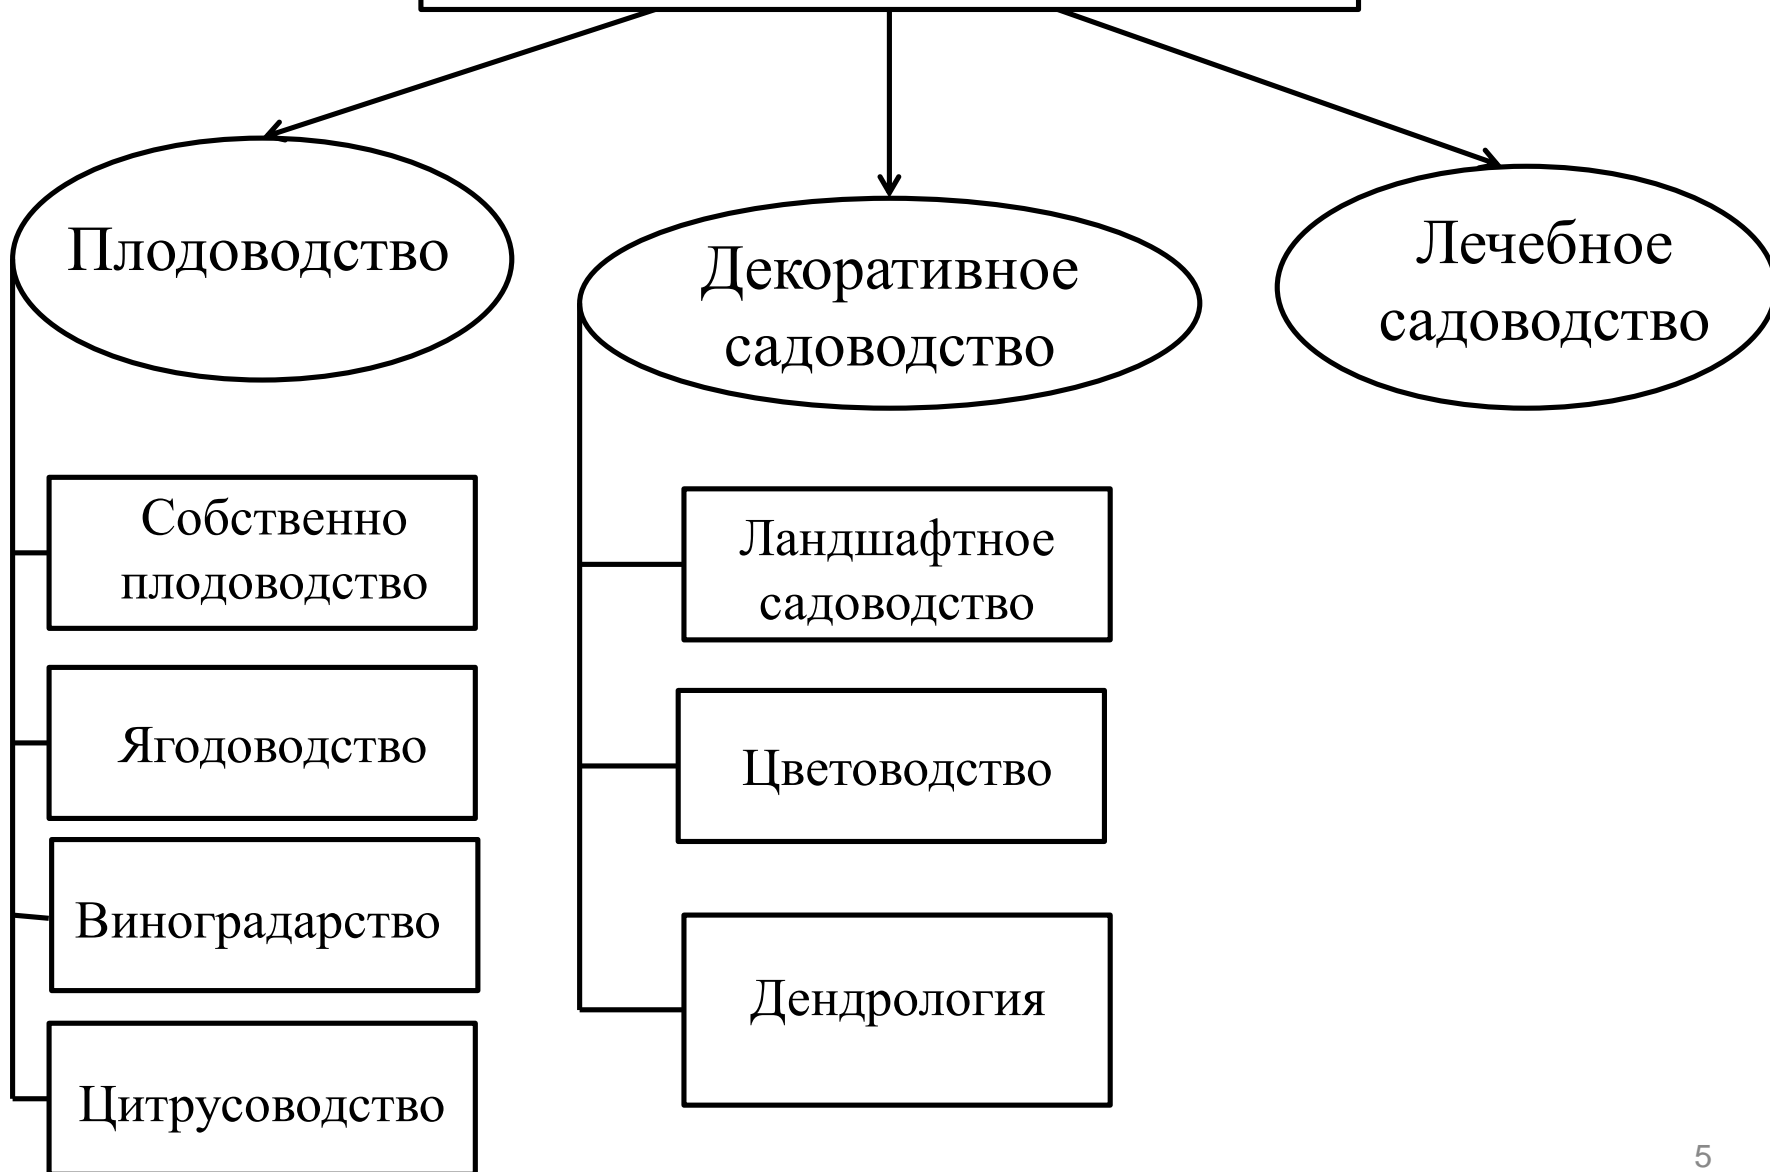 Плодоводство
Декоративное
садоводство
Лечебное
садоводство
Собственно
плодоводство
Ягодоводство
Виноградарство
Цитрусоводство
Ландшафтное
садоводство
Цветоводство
Дендрология
5